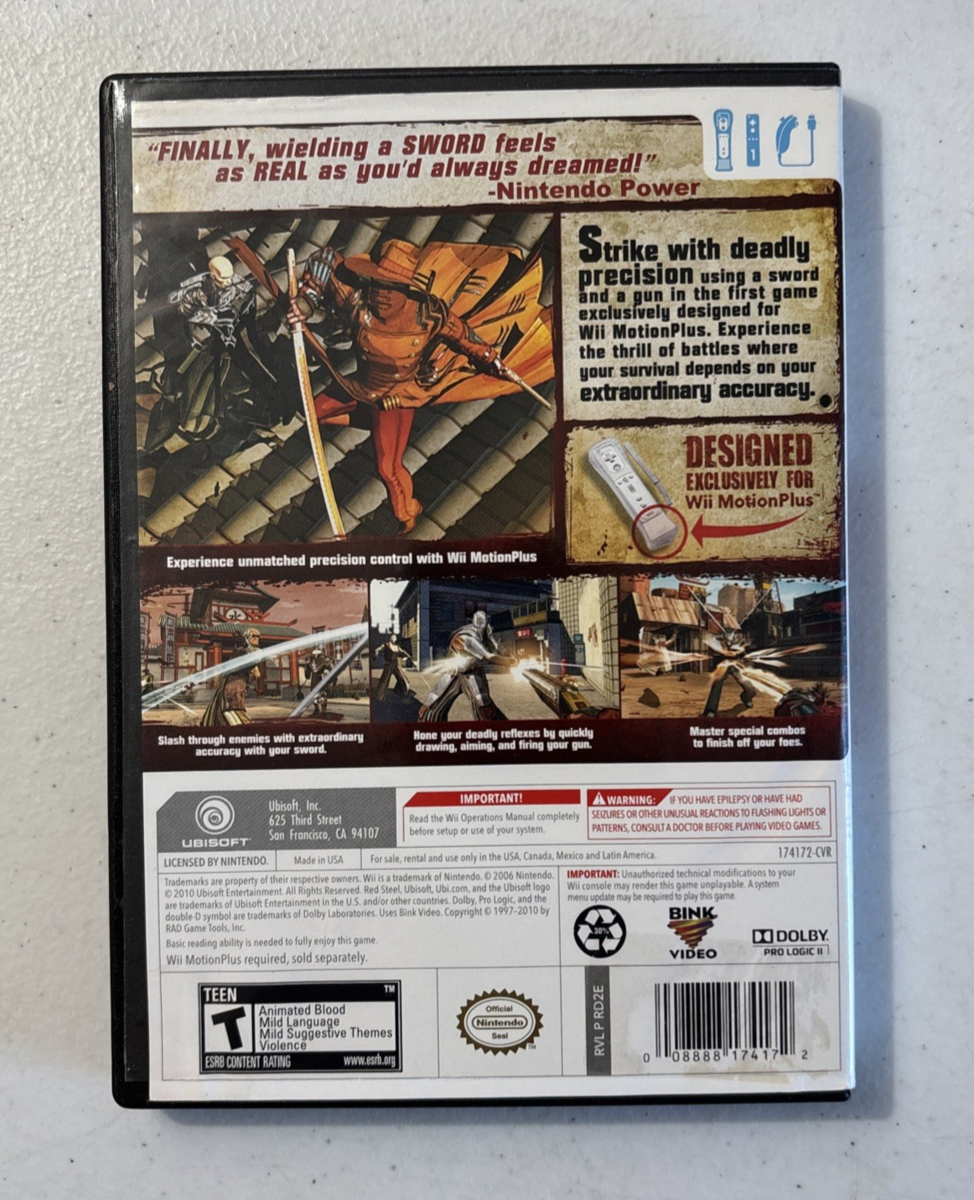 “FINALLY, wielding a SWORD feels
as REAL as you'd always dreamed!”
-Nintendo Power
1
Strike with deadly
precision using a sword
and a gun in the first game
exclusively designed for
Wii MotionPlus. Experience
the thrill of battles where
your survival depends on your
extraordinary accuracy.
DESIGNED
EXCLUSIVELY FOR
Wii MotionPlus™
Experience unmatched precision control with Wii MotionPlus
Slash through enemies with extraordinary
accuracy with your sword.
Hone your deadly reflexes by quickly
drawing, aiming, and firing your gun.
Master special combos
to finish off your foes.
UBISOFT™
Ubisoft, Inc.
625 Third Street
San Francisco, CA 94107
IMPORTANT!
Read the Wii Operations Manual completely
before setup or use of your system.
WARNING: IF YOU HAVE EPILEPSY OR HAVE HAD
SEIZURES OR OTHER UNUSUAL REACTIONS TO FLASHING LIGHTS OR
PATTERNS, CONSULT A DOCTOR BEFORE PLAYING VIDEO GAMES.
LICENSED BY NINTENDO.
Made in USA
For sale, rental and use only in the USA, Canada, Mexico and Latin America.
174172-CVR
Trademarks are property of their respective owners. Wii is a trademark of Nintendo. © 2006 Nintendo.
© 2010 Ubisoft Entertainment. All Rights Reserved. Red Steel, Ubisoft, Ubi.com, and the Ubisoft logo
are trademarks of Ubisoft Entertainment in the U.S. and/or other countries. Dolby, Pro Logic, and the
double-D symbol are trademarks of Dolby Laboratories. Uses Bink Video. Copyright © 1997-2010 by
RAD Game Tools, Inc.
Basic reading ability is needed to fully enjoy this game.
Wii MotionPlus required, sold separately.
IMPORTANT: Unauthorized technical modifications to your
Wii console may render this game unplayable. A system
menu update may be required to play this game.
30%
BINK
VIDEO
DOLBY.
PRO LOGIC II
TEEN ™
T
Animated Blood
Mild Language
Mild Suggestive Themes
Violence
ESRB CONTENT RATING www.esrb.org
Official
Nintendo
Seal
™
RVL P RD2E
0 08888 17417 2